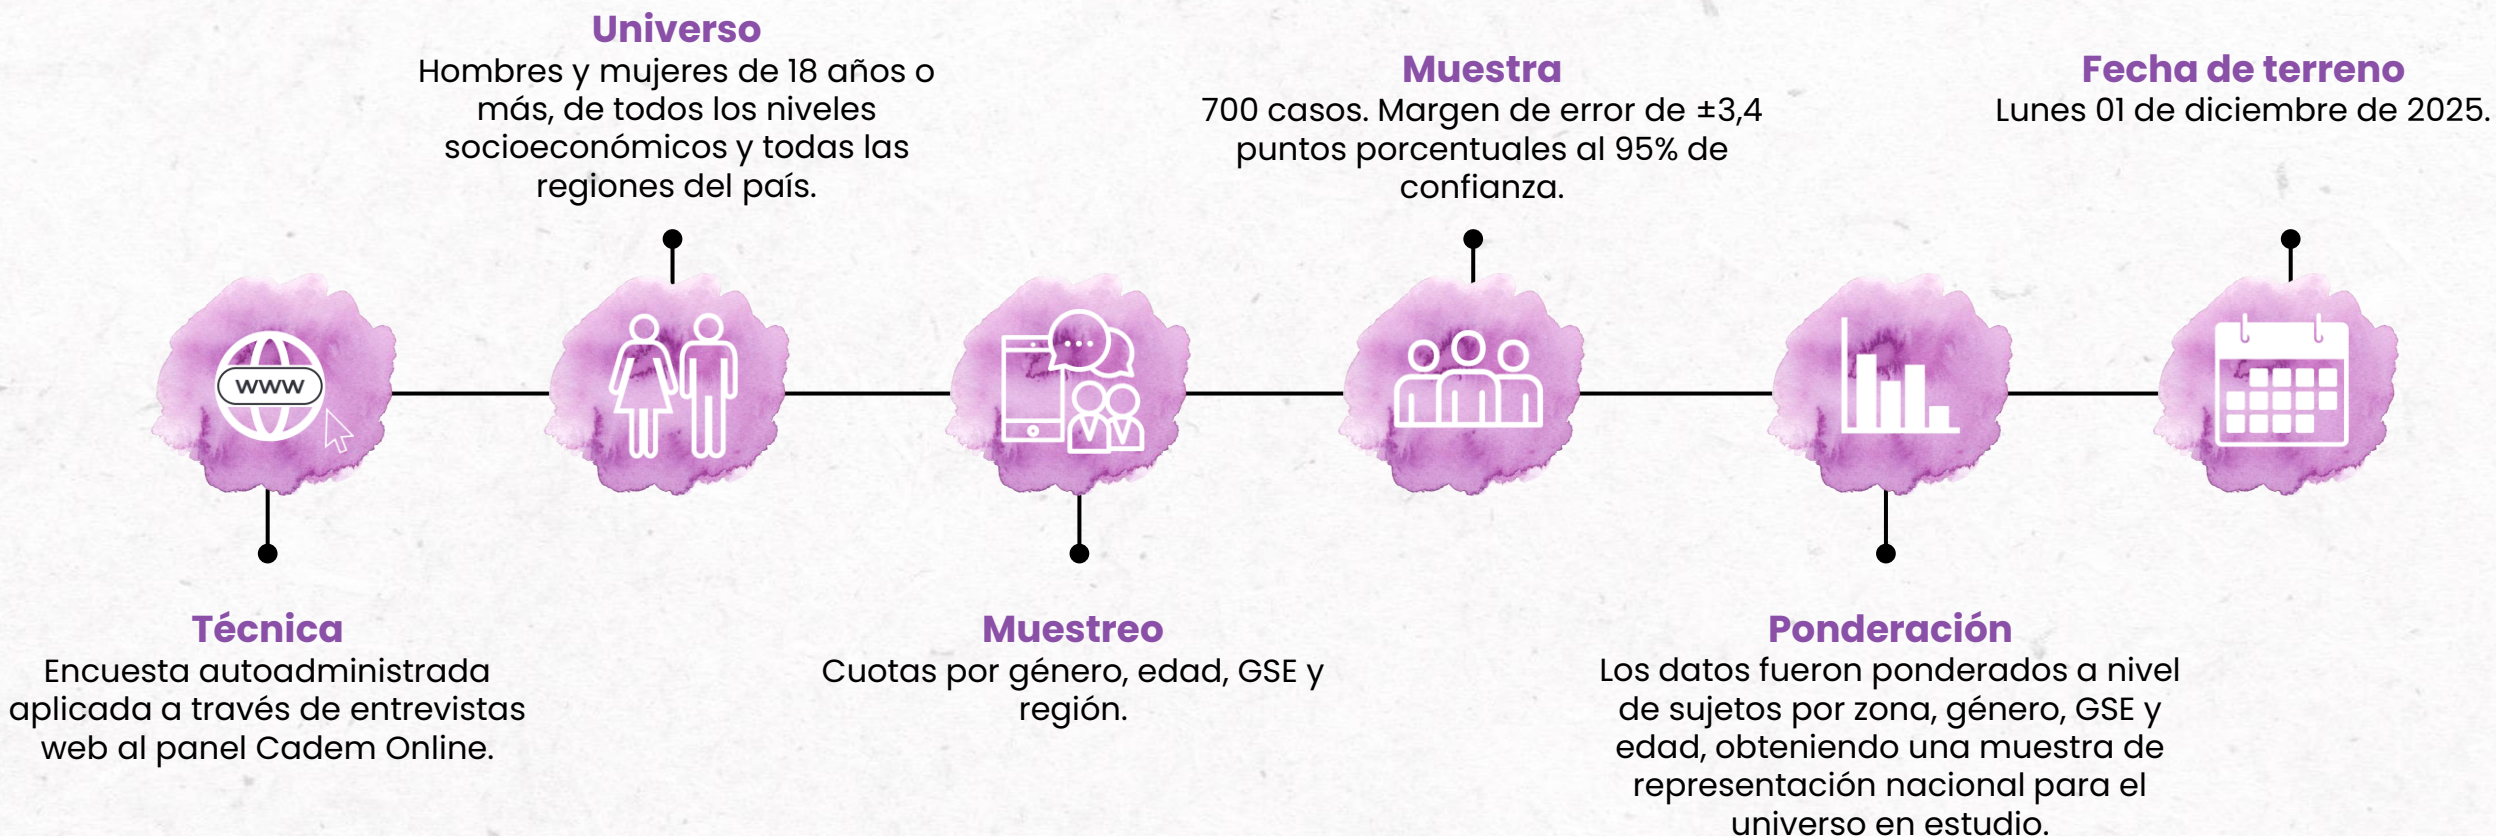 Universo
Hombres y mujeres de 18 años o
más, de todos los niveles
socioeconómicos y todas las
regiones del país.
Muestra
700 casos. Margen de error de ±3,4
puntos porcentuales al 95% de
confianza.
Fecha de terreno
Lunes 01 de diciembre de 2025.
www
Técnica
Encuesta autoadministrada
aplicada a través de entrevistas
web al panel Cadem Online.
Muestreo
Cuotas por género, edad, GSE y
región.
Ponderación
Los datos fueron ponderados a nivel
de sujetos por zona, género, GSE y
edad, obteniendo una muestra de
representación nacional para el
universo en estudio.